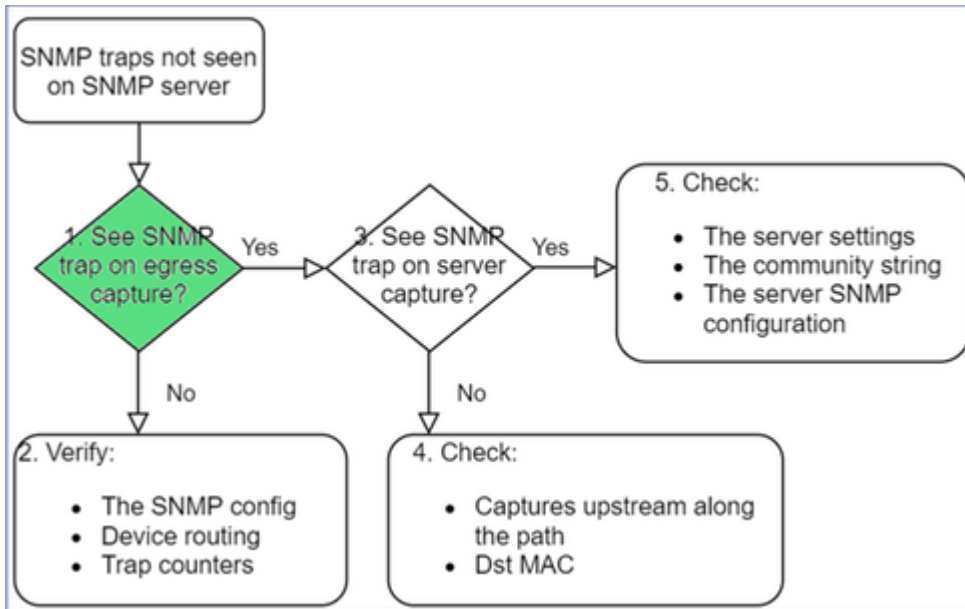 SNMP traps not seen
on SNMP server
1. See SNMP
trap on egress
capture?
Yes
3. See SNMP
trap on server
capture?
Yes
5. Check:
• The server settings
• The community string
• The server SNMP
configuration
No
No
2. Verify:
• The SNMP config
• Device routing
• Trap counters
4. Check:
• Captures upstream along
the path
• Dst MAC